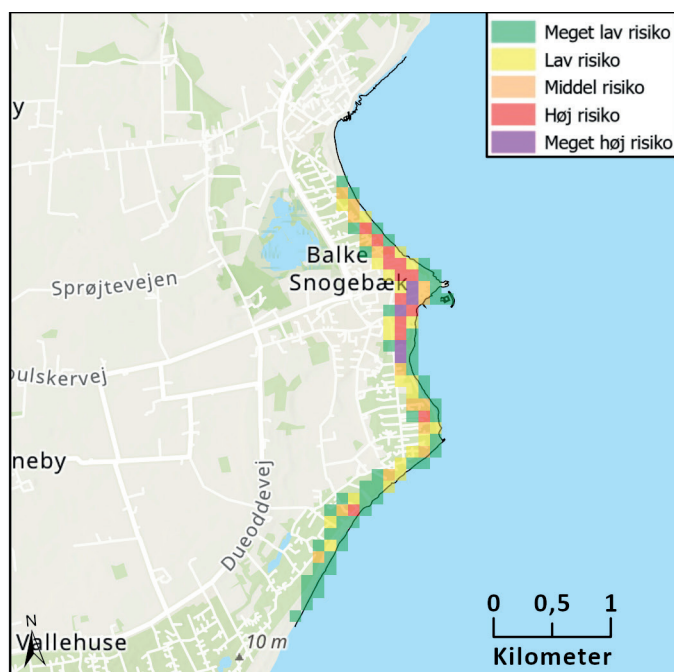 Meget lav risiko
Lav risiko
Middel risiko
Høj risiko
Meget høj risiko
y
Balke
Snogebæk
Sprøjtevejen
oulskervej
neby
Dueoddevej
Vallehuse
10 m
N
0 0,5 1
Kilometer